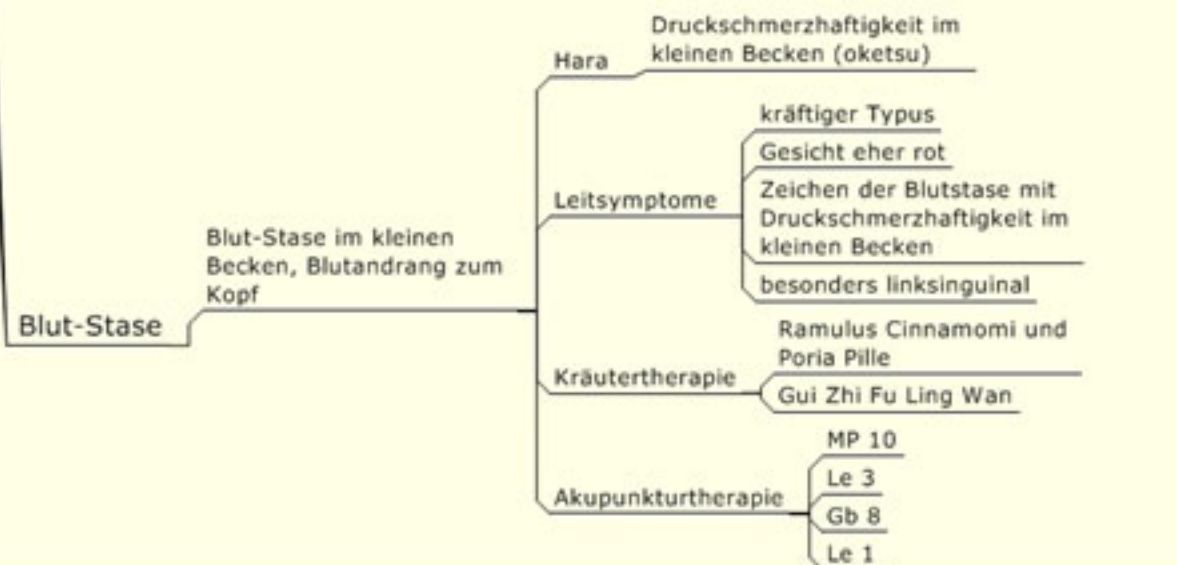 Blut-Stase
Blut-Stase im kleinen
Becken, Blutandrang zum
Kopf
Hara
Druckschmerzhaftigkeit im
kleinen Becken (oketsu)
Leitsymptome
kräftiger Typus
Gesicht eher rot
Zeichen der Blutstase mit
Druckschmerzhaftigkeit im
kleinen Becken
besonders linksinguinal
Kräutertherapie
Ramulus Cinnamomi und
Poria Pille
Gui Zhi Fu Ling Wan
Akupunkturtherapie
MP 10
Le 3
Gb 8
Le 1